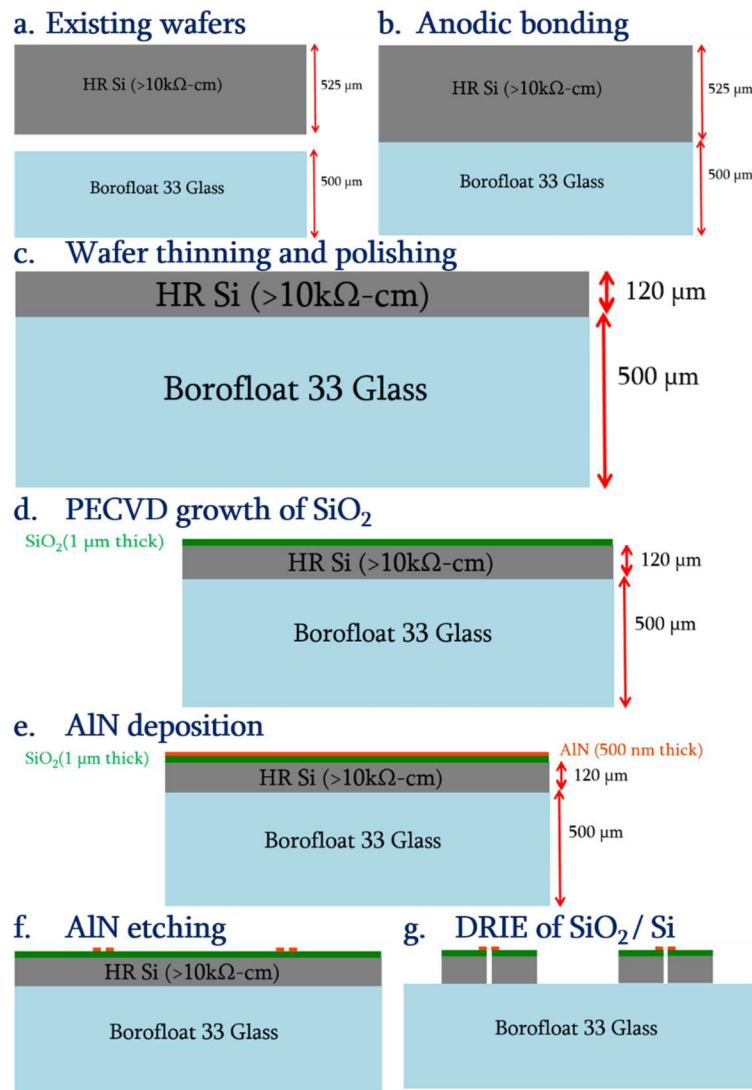 a. Existing wafers
HR Si (>10kΩ-cm)
525 μm
Borofloat 33 Glass
500 μm
b. Anodic bonding
HR Si (>10kΩ-cm)
525 μm
Borofloat 33 Glass
500 μm
c. Wafer thinning and polishing
HR Si (>10kΩ-cm)
120 μm
Borofloat 33 Glass
500 μm
d. PECVD growth of SiO₂
SiO₂(1 μm thick)
HR Si (>10kΩ-cm)
120 μm
Borofloat 33 Glass
500 μm
e. AlN deposition
SiO₂(1 μm thick)
AlN (500 nm thick)
HR Si (>10kΩ-cm)
120 μm
Borofloat 33 Glass
500 μm
f. AlN etching
HR Si (>10kΩ-cm)
Borofloat 33 Glass
g. DRIE of SiO₂/ Si
Borofloat 33 Glass